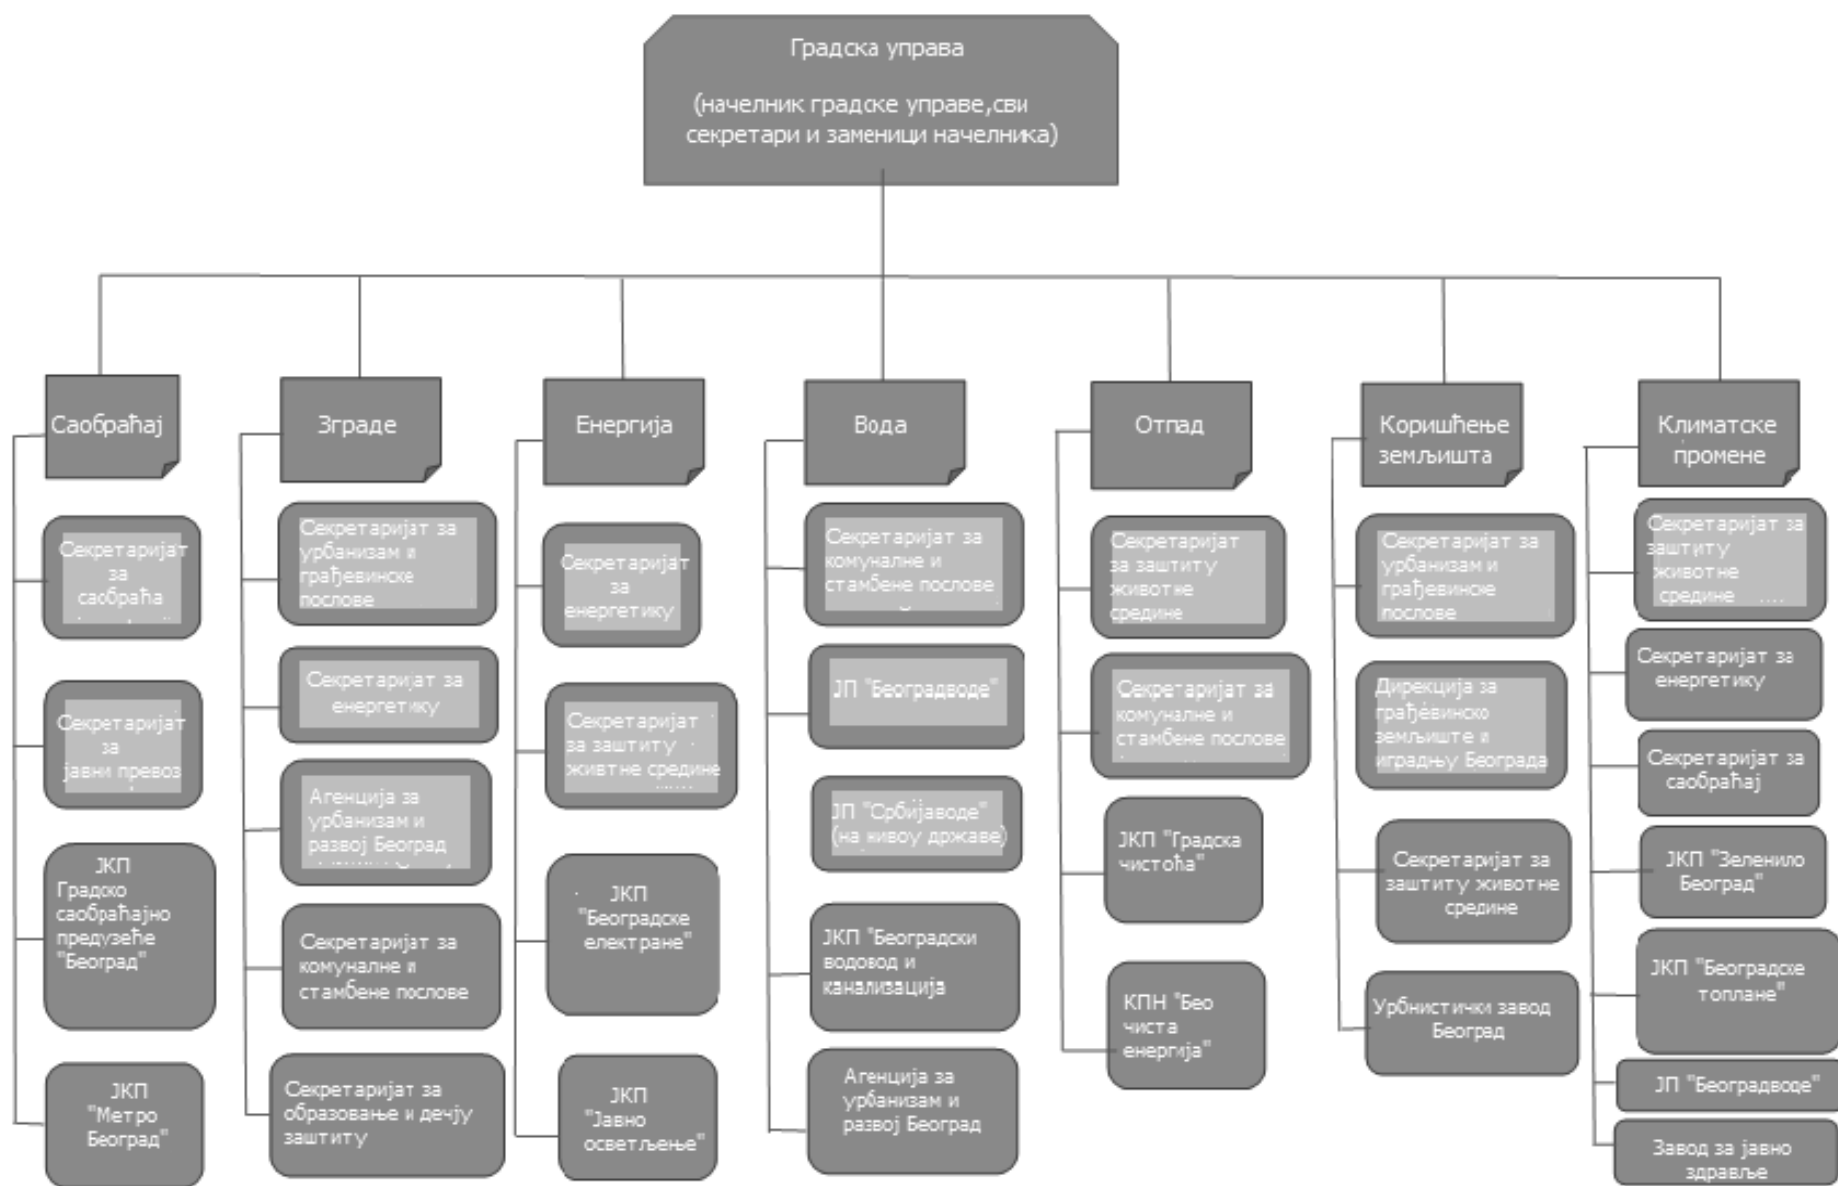 Градска управа
(начелник градске управе,сви
секретари и заменици начелника)
Саобраћај
Секретаријат
за
саобраћа
Секретаријат
за
јавни превоз
ЈКП
Градско
саобраћајно
предузеће
"Београд"
ЈКП
"Метро
Београд"
Зграде
Секретаријат за
урбанизам и
грађевинске
послове
Секретаријат за
енергетику
Агенција за
урбанизам и
развој Београд
Секретаријат за
комуналне и
стамбене послове
Секретаријат за
образовање и дечју
заштиту
Енергија
Секретаријат
за
енергетику
Секретаријат
за заштиту
живтне средине
ЈКП
"Београдске
електране"
ЈКП
"Јавно
осветљење"
Вода
Секретаријат за
комуналне и
стамбене послове
ЈП "Београдводе"
ЈП "Србијаводе"
(на нивоу државе)
ЈКП "Београдски
водовод и
канализација
Агенција за
урбанизам и
развој Београд
Отпад
Секретаријат
за заштиту
животне
средине
Секретаријат за
комуналне и
стамбене послове
ЈКП "Градска
чистоћа"
КПН "Бео
чиста
енергија"
Коришћење
земљишта
Секретаријат за
урбанизам и
грађевинске
послове
Дирекција за
грађевинско
земљиште и
иградњу Београда
Секретаријат за
заштиту животне
средине
Урбнистички завод
Београд
Климатске
промене
Секретаријат за
заштиту
животне
средине
Секретаријат за
енергетику
Секретаријат за
саобраћај
ЈКП "Зеленило
Београд"
ЈКП "Београдске
топлане"
ЈП "Београдводе"
Завод за јавно
здравље